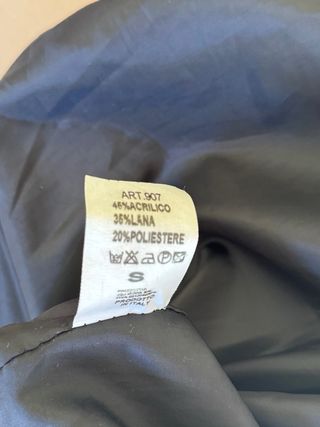 ART.907
45%ACRILICO
35%LANA
20%POLIESTERE
S
PRODOTTO
IN ITALY